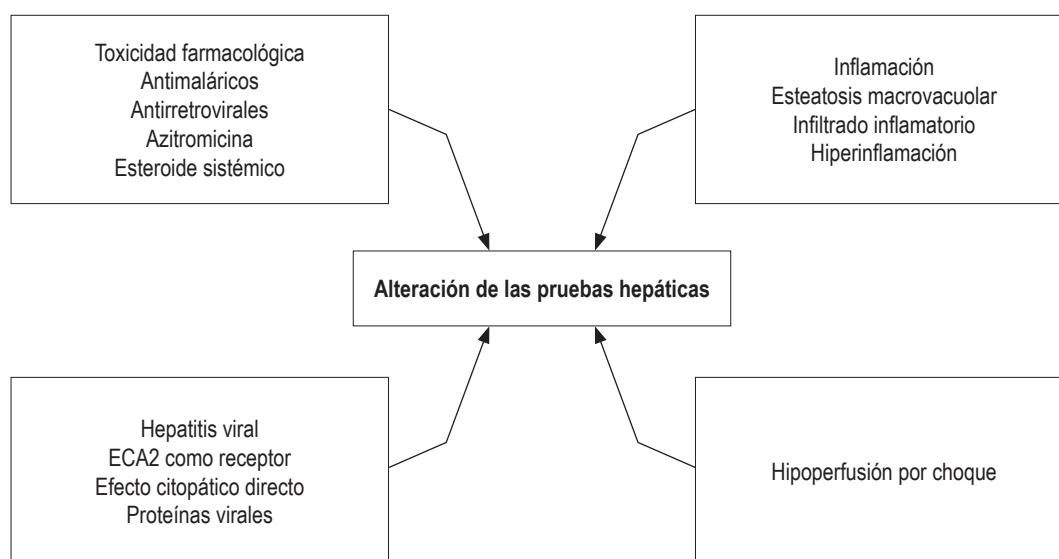 Toxicidad farmacológica
Antimaláricos
Antirretrovirales
Azitromicina
Esteroide sistémico
Inflamación
Esteatosis macrovacuolar
Infiltrado inflamatorio
Hiperinflamación
Alteración de las pruebas hepáticas
Hepatitis viral
ECA2 como receptor
Efecto citopático directo
Proteínas virales
Hipoperfusión por choque